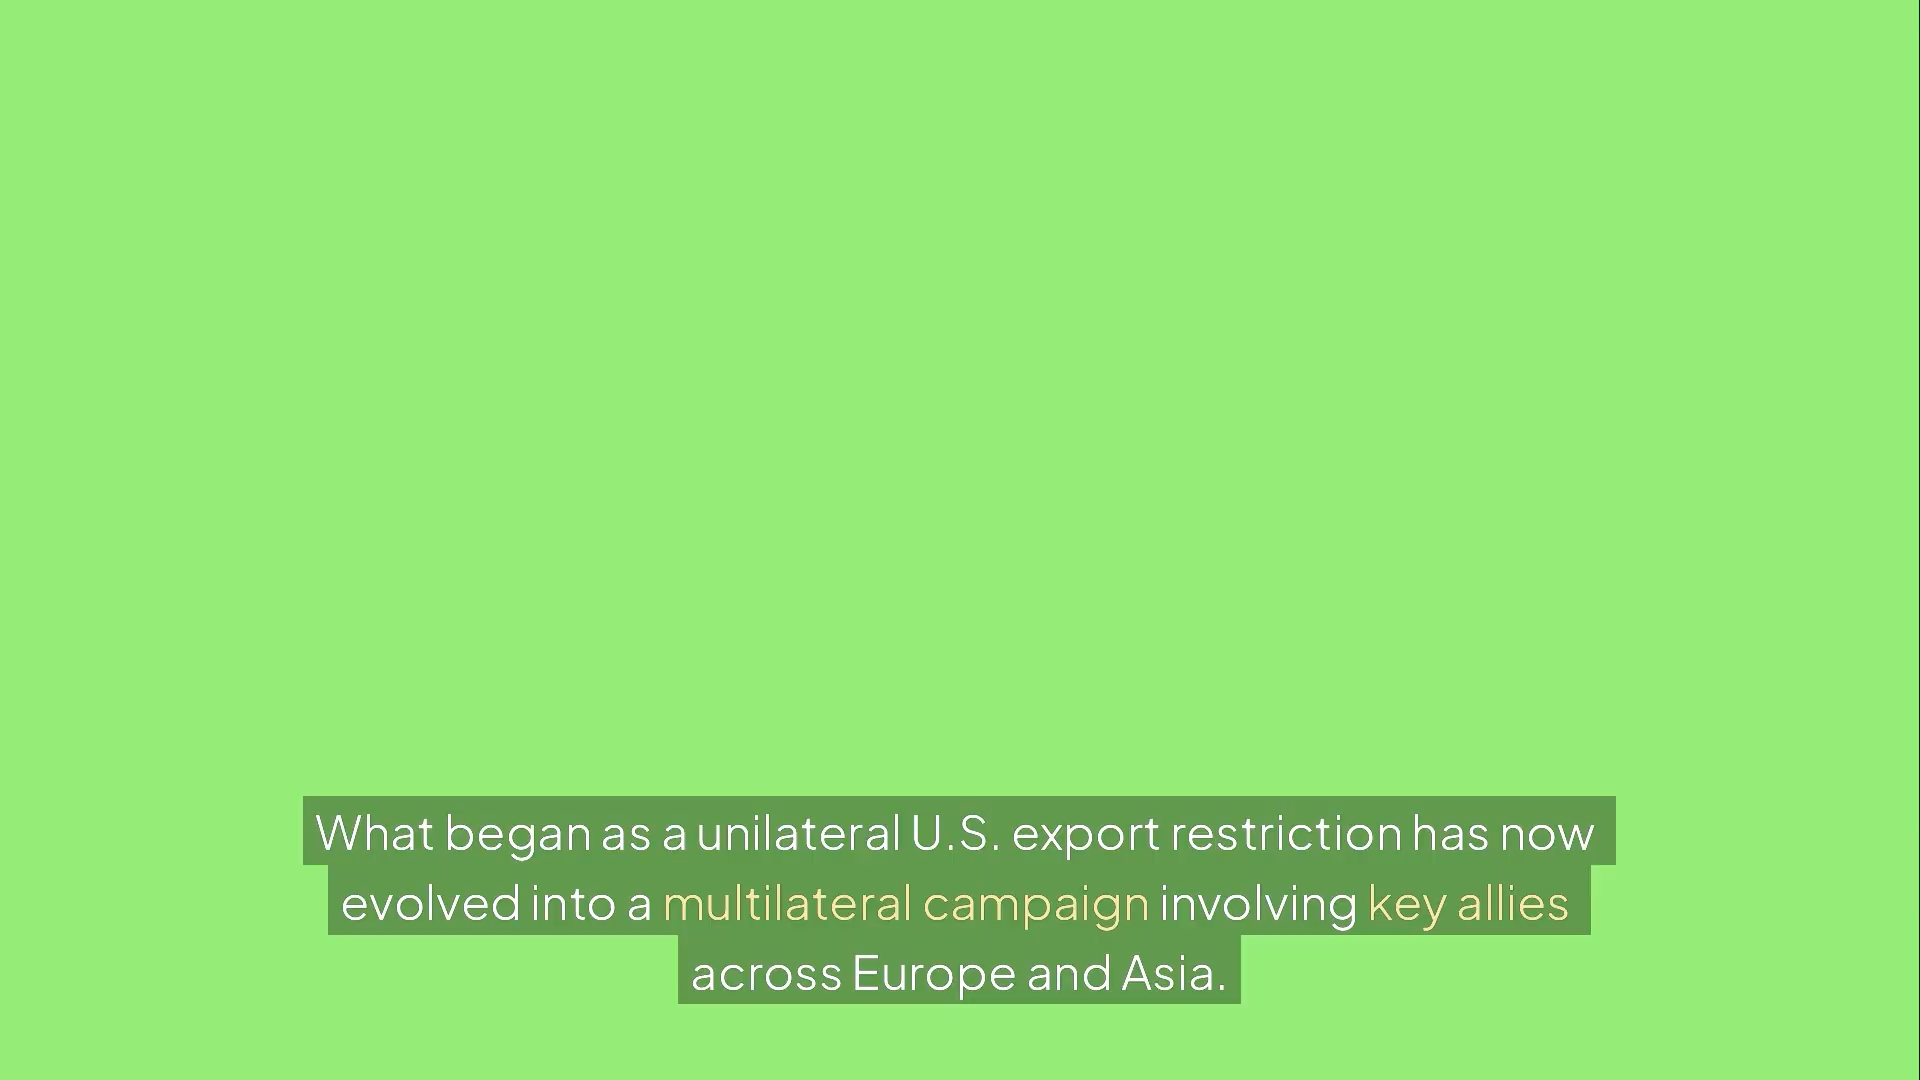 What began as a unilateral U.S. export restriction has now
evolved into a multilateral campaign involving key allies
across Europe and Asia.